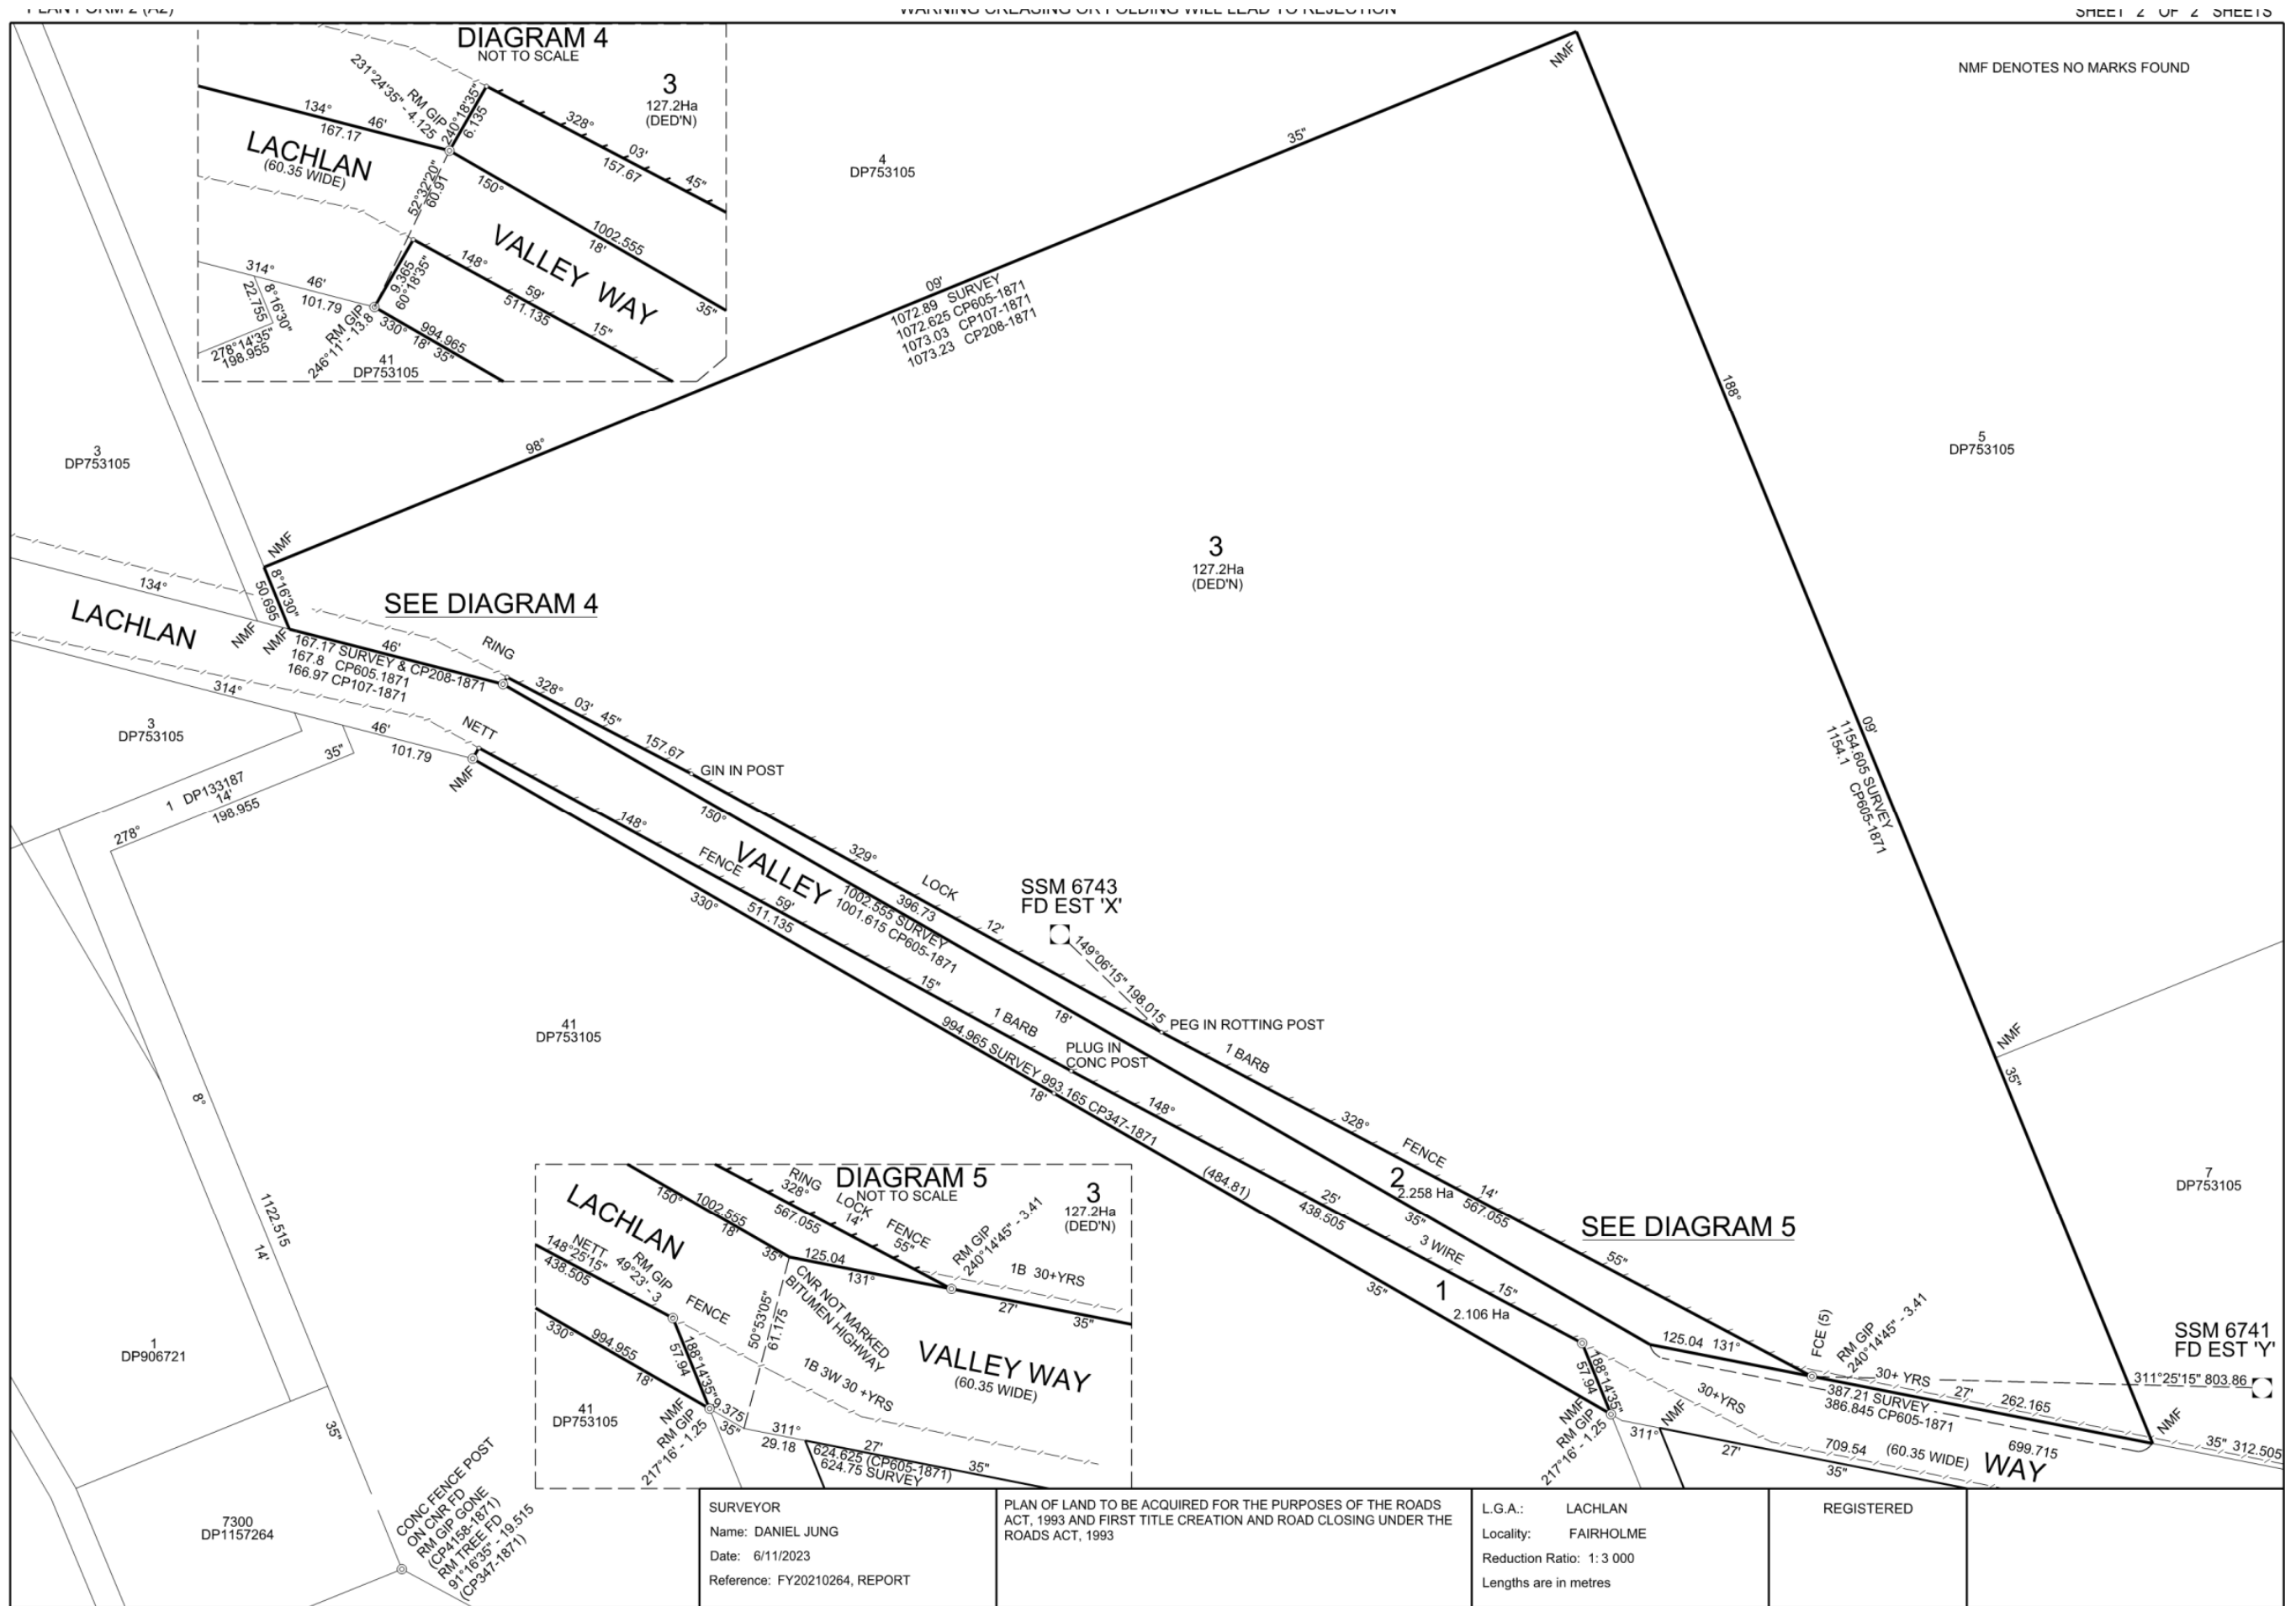 PLAN FORM 2 (A2)
WARNING CREASING OR FOLDING WILL LEAD TO REJECTION
SHEET 2 OF 2 SHEETS
NMF DENOTES NO MARKS FOUND
DIAGRAM 4
NOT TO SCALE
3
127.2Ha
(DED'N)
231°24'35" - 4.125
RM GIP
240°18'35"
6.135
134°
46'
167.17
328°
03'
157.67
45"
LACHLAN
(60.35 WIDE)
52°32'20"
60.91
150°
1002.555
18'
35"
VALLEY WAY
148°
59'
511.135
15"
9.365
60°18'35"
314°
46'
101.79
8°16'30"
22.755
278°14'35"
198.955
RM GIP
246°11' - 13.8
330°
994.965
18' 35"
41
DP753105
NMF
4
DP753105
35"
09'
98°
1072.89 SURVEY
1072.625 CP605-1871
1073.03 CP107-1871
1073.23 CP208-1871
188°
5
DP753105
3
DP753105
3
127.2Ha
(DED'N)
NMF
8°16'30"
50.695
134°
LACHLAN
NMF
NMF
SEE DIAGRAM 4
46'
167.17 SURVEY & CP208-1871
167.8 CP605.1871
166.97 CP107-1871
RING
314°
328°
03'
45"
157.67
GIN IN POST
3
DP753105
46'
101.79
NETT
NMF
35"
1 DP133187
14'
198.955
278°
150°
148°
FENCE
VALLEY
329°
LOCK
396.73
12'
1002.555 SURVEY
1001.615 CP605-1871
59'
511.135
330°
15"
SSM 6743
FD EST 'X'
149°06'15" 198.015
09'
1154.605 SURVEY
1154.1 CP605-1871
NMF
35"
PEG IN ROTTING POST
18'
1 BARB
PLUG IN
CONC POST
1 BARB
41
DP753105
994.965 SURVEY 993.165 CP347-1871
18'
148°
328°
FENCE
(484.81)
2
2.258 Ha
14'
567.055
25'
438.505
35"
SEE DIAGRAM 5
3 WIRE
55"
1
2.106 Ha
15"
35"
7
DP753105
8°
1122.515
14'
35"
1
DP906721
DIAGRAM 5
NOT TO SCALE
3
127.2Ha
(DED'N)
RING
328°
LOCK
567.055
14'
FENCE
55"
150°
1002.555
18'
35"
LACHLAN
RM GIP
240°14'45" - 3.41
1B 30+YRS
125.04
131°
27'
35"
NETT
148°25'15"
438.505
RM GIP
49°23' - 3
FENCE
CNR NOT MARKED
BITUMEN HIGHWAY
50°53'05"
61.175
VALLEY WAY
(60.35 WIDE)
330°
994.955
18'
188°14'35"
57.94
1B 3W 30 +YRS
41
DP753105
NMF
RM GIP
217°16' - 1.25
9.375
35"
311°
29.18
27'
624.625 (CP605-1871)
624.75 SURVEY
35"
125.04 131°
FCE (5)
RM GIP
240°14'45" - 3.41
SSM 6741
FD EST 'Y'
311°25'15" 803.86
30+ YRS
27'
262.165
387.21 SURVEY
386.845 CP605-1871
NMF
188°14'35"
57.94
30+YRS
NMF
RM GIP
217°16' - 1.25
NMF
311°
27'
709.54
35"
(60.35 WIDE)
699.715
WAY
35" 312.505
7300
DP1157264
CONC FENCE POST
ON CNR FD
RM GIP GONE
(CP4158-1871)
RM TREE FD
91°16'35" - 19.515
(CP347-1871)
SURVEYOR
Name: DANIEL JUNG
Date: 6/11/2023
Reference: FY20210264, REPORT
PLAN OF LAND TO BE ACQUIRED FOR THE PURPOSES OF THE ROADS
ACT, 1993 AND FIRST TITLE CREATION AND ROAD CLOSING UNDER THE
ROADS ACT, 1993
L.G.A.: LACHLAN
Locality: FAIRHOLME
Reduction Ratio: 1: 3 000
Lengths are in metres
REGISTERED